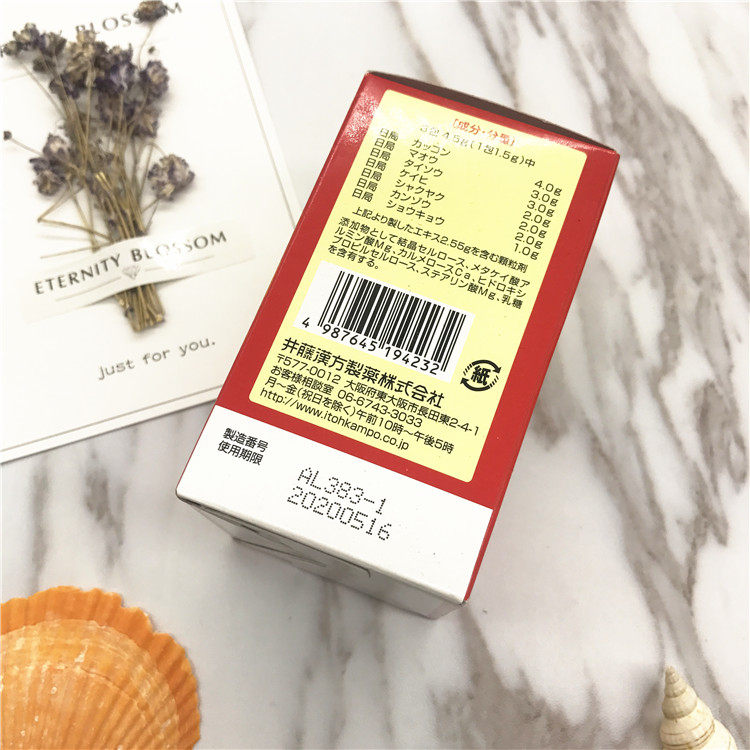 ETERNITY BLOSSOM
ETERNITY BLOSSOM
just for you.
【成分・分量】
3包4.5g(1包1.5g)中
日局 カッコン 4.0g
日局 マオウ 3.0g
日局 タイソウ 3.0g
日局 ケイヒ 2.0g
日局 シャクヤク 2.0g
日局 カンゾウ 2.0g
日局 ショウキョウ 1.0g
上記より製したエキス2.55gを含む顆粒剤
添加物として結晶セルロース、メタケイ酸ア
ルミン酸Mg、カルメロースCa、ヒドロキシ
プロピルセルロース、ステアリン酸Mg、乳糖
を含有する。
4 987645 194232
紙
井藤漢方製薬株式会社
〒577-0012 大阪府東大阪市長田東2-4-1
お客様相談室 06-6743-3033
月~金(祝日を除く)午前10時~午後5時
http://www.itohkampo.co.jp
製造番号
使用期限
AL383-1
20200516